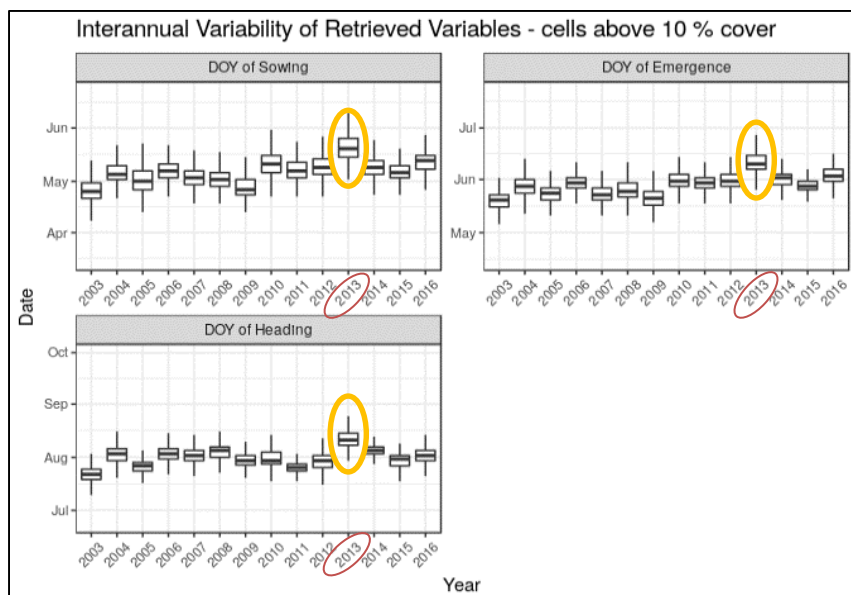 Interannual Variability of Retrieved Variables - cells above 10 % cover
DOY of Sowing
Jun
May
Apr
2003 2004 2005 2006 2007 2008 2009 2010 2011 2012 2013 2014 2015 2016
DOY of Emergence
Jul
Jun
May
2003 2004 2005 2006 2007 2008 2009 2010 2011 2012 2013 2014 2015 2016
Date
DOY of Heading
Oct
Sep
Aug
Jul
2003 2004 2005 2006 2007 2008 2009 2010 2011 2012 2013 2014 2015 2016
Year